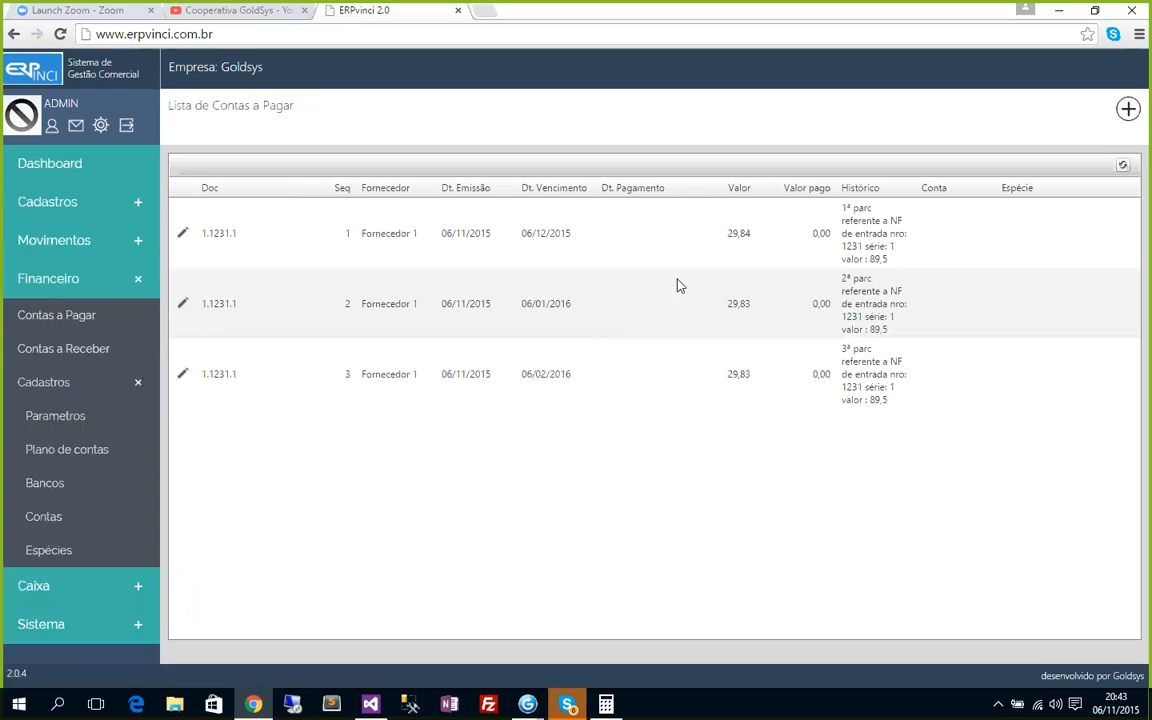 Launch Zoom - Zoom
Cooperativa GoldSys - Yo
ERPvinci 2.0
www.erpvinci.com.br
ERPINCI
Sistema de
Gestão Comercial
Empresa: Goldsys
ADMIN
Lista de Contas a Pagar
Dashboard
Cadastros +
Movimentos +
Financeiro ×
Contas a Pagar
Contas a Receber
Cadastros ×
Parametros
Plano de contas
Bancos
Contas
Espécies
Caixa +
Sistema +
Doc Seq Fornecedor Dt. Emissão Dt. Vencimento Dt. Pagamento Valor Valor pago Histórico Conta Espécie
1.1231.1 1 Fornecedor 1 06/11/2015 06/12/2015 29,84 0,00
1ª parc
referente a NF
de entrada nro:
1231 série: 1
valor : 89,5
1.1231.1 2 Fornecedor 1 06/11/2015 06/01/2016 29,83 0,00
2ª parc
referente a NF
de entrada nro:
1231 série: 1
valor : 89,5
1.1231.1 3 Fornecedor 1 06/11/2015 06/02/2016 29,83 0,00
3ª parc
referente a NF
de entrada nro:
1231 série: 1
valor : 89,5
2.0.4
desenvolvido por Goldsys
20:43
06/11/2015